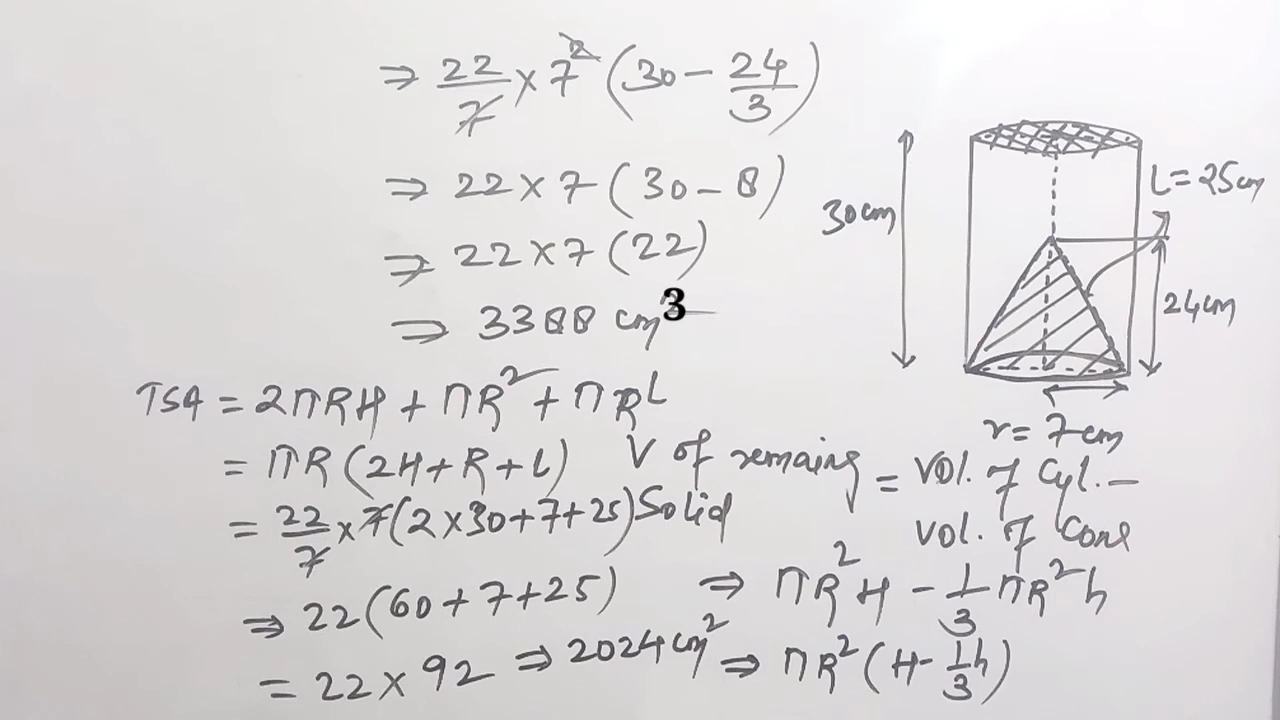 ⇒ 22/7 × 7² (30 − 24/3)
⇒ 22 × 7 (30 − 8)
⇒ 22 × 7 (22)
⇒ 3388 cm³
30cm
L = 25cm
24cm
r = 7cm
TSA = 2πRH + πR² + πRL
= πR (2H + R + L)
= 22/7 × 7 (2 × 30 + 7 + 25)
⇒ 22 (60 + 7 + 25)
= 22 × 92 ⇒ 2024 cm²
V of remaining Solid = Vol. of Cyl. −
Vol. of Cone
⇒ πR²H − 1/3 πR²h
⇒ πR² (H − 1/3 h)